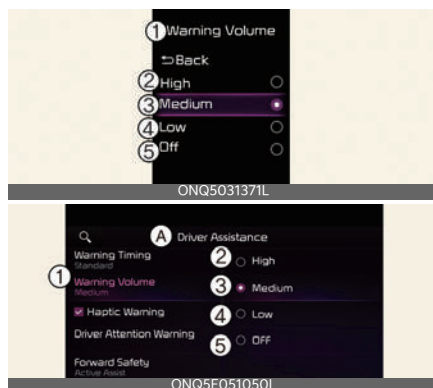 ① Warning Volume
⮌ Back
② High
③ Medium
④ Low
⑤ Off
ONQ5031371L
Ⓐ Driver Assistance
Warning Timing
Standard
① Warning Volume
Medium
Haptic Warning
Driver Attention Warning
Forward Safety
Active Assist
② High
③ Medium
④ Low
⑤ OFF
ONQ5E051050L